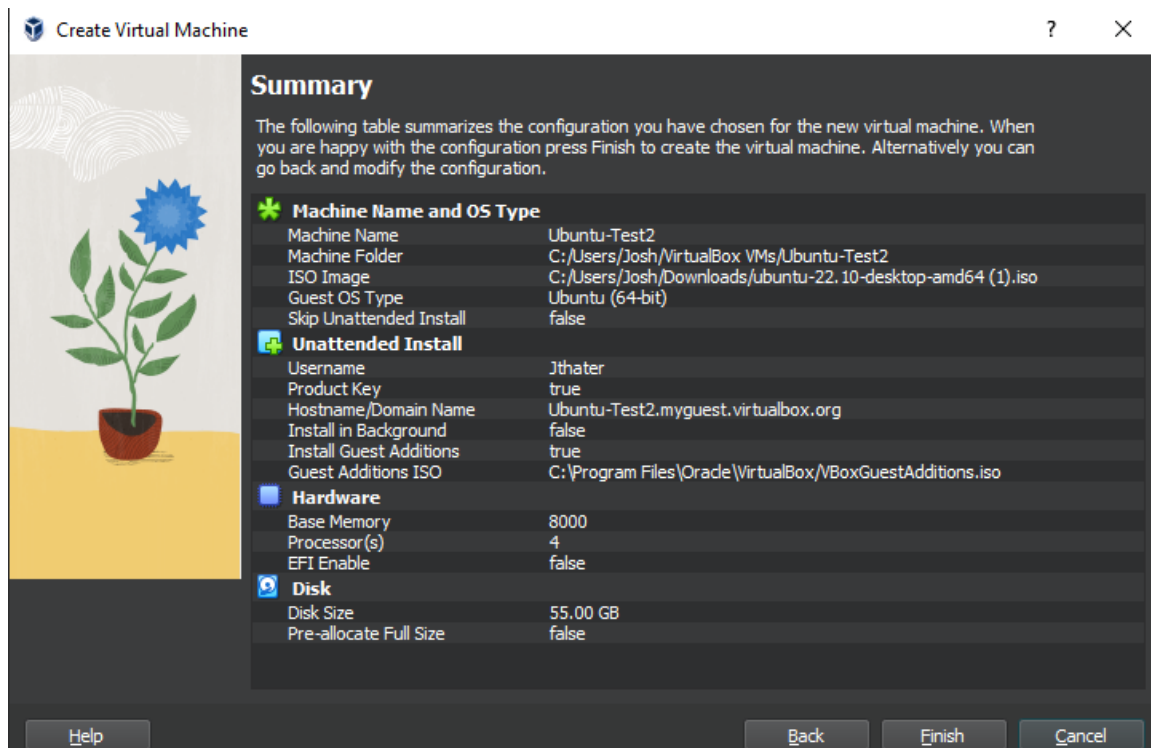 Create Virtual Machine
?
Summary
The following table summarizes the configuration you have chosen for the new virtual machine. When
you are happy with the configuration press Finish to create the virtual machine. Alternatively you can
go back and modify the configuration.
Machine Name and OS Type
Machine Name Ubuntu-Test2
Machine Folder C:/Users/Josh/VirtualBox VMs/Ubuntu-Test2
ISO Image C:/Users/Josh/Downloads/ubuntu-22.10-desktop-amd64 (1).iso
Guest OS Type Ubuntu (64-bit)
Skip Unattended Install false
Unattended Install
Username Jthater
Product Key true
Hostname/Domain Name Ubuntu-Test2.myguest.virtualbox.org
Install in Background false
Install Guest Additions true
Guest Additions ISO C:\Program Files\Oracle\VirtualBox/VBoxGuestAdditions.iso
Hardware
Base Memory 8000
Processor(s) 4
EFI Enable false
Disk
Disk Size 55.00 GB
Pre-allocate Full Size false
Help Back Finish Cancel